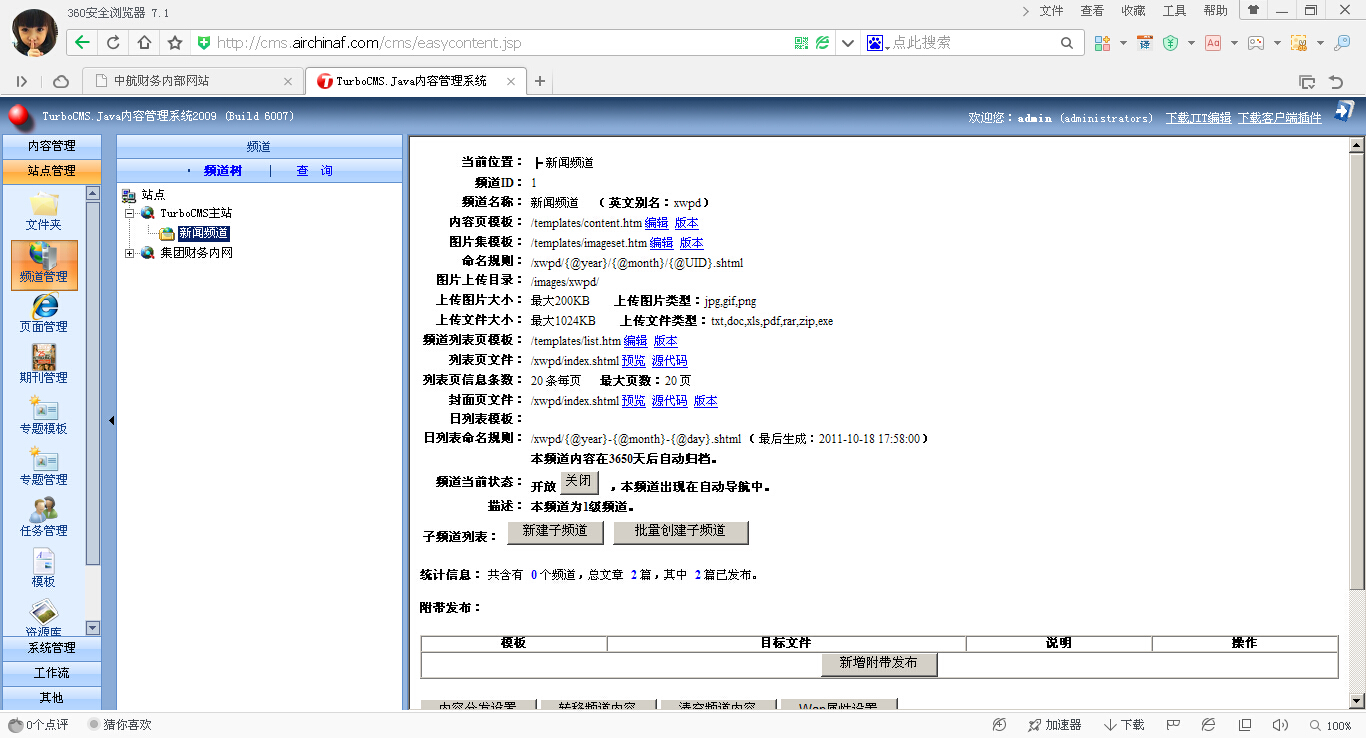 360安全浏览器 7.1
文件 查看 收藏 工具 帮助
http://cms.airchinaf.com/cms/easycontent.jsp
点此搜索
中航财务内部网站
TurboCMS.Java内容管理系统
TurboCMS.Java内容管理系统2009 (Build 6007)
欢迎您：admin (administrators) 下载JIT编辑 下载客户端插件
内容管理
站点管理
文件夹
频道管理
页面管理
期刊管理
专题模板
专题管理
任务管理
模板
资源库
系统管理
工作流
其他
频道
· 频道树 | 查 询
站点
TurboCMS主站
新闻频道
集团财务内网
当前位置： ┣新闻频道
频道ID： 1
频道名称： 新闻频道 （英文别名：xwpd）
内容页模板： /templates/content.htm 编辑 版本
图片集模板： /templates/imageset.htm 编辑 版本
命名规则： /xwpd/{@year}/{@month}/{@UID}.shtml
图片上传目录： /images/xwpd/
上传图片大小： 最大200KB 上传图片类型：jpg,gif,png
上传文件大小： 最大1024KB 上传文件类型：txt,doc,xls,pdf,rar,zip,exe
频道列表页模板： /templates/list.htm 编辑 版本
列表页文件： /xwpd/index.shtml 预览 源代码
列表页信息条数： 20 条每页 最大页数：20 页
封面页文件： /xwpd/index.shtml 预览 源代码 版本
日列表模板：
日列表命名规则： /xwpd/{@year}-{@month}-{@day}.shtml （ 最后生成：2011-10-18 17:58:00）
本频道内容在3650天后自动归档。
频道当前状态： 开放 关闭 ，本频道出现在自动导航中。
描述： 本频道为1级频道。
子频道列表： 新建子频道 批量创建子频道
统计信息： 共含有 0 个频道，总文章 2 篇，其中 2 篇已发布。
附带发布：
模板 目标文件 说明 操作
新增附带发布
内容分发设置 转移频道内容 清空频道内容 Wap属性设置
0个点评 猜你喜欢
加速器 下载 100%